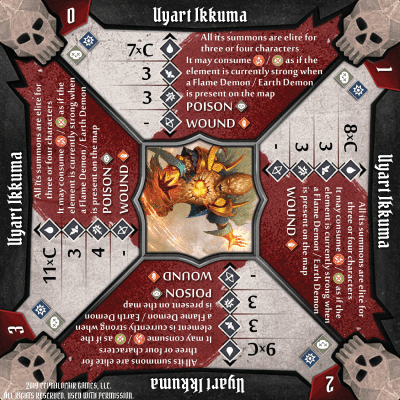 0
Uyart Ikkuma
7xC
3
3
-
All its summons are elite for
three or four characters
It may consume / as if the
element is currently strong when
a Flame Demon / Earth Demon
is present on the map
POISON
WOUND
1
Uyart Ikkuma
8xC
3
3
-
All its summons are elite for
three or four characters
It may consume / as if the
element is currently strong when
a Flame Demon / Earth Demon
is present on the map
WOUND
2
Uyart Ikkuma
9xC
3
3
-
All its summons are elite for
three or four characters
It may consume / as if the
element is currently strong when
a Flame Demon / Earth Demon
is present on the map
POISON
WOUND
3
Uyart Ikkuma
11xC
3
4
-
All its summons are elite for
three or four characters
It may consume / as if the
element is currently strong when
a Flame Demon / Earth Demon
is present on the map
POISON
WOUND
2019 CEPHALOFAIR GAMES, LLC.
ALL RIGHTS RESERVED. USED WITH PERMISSION.